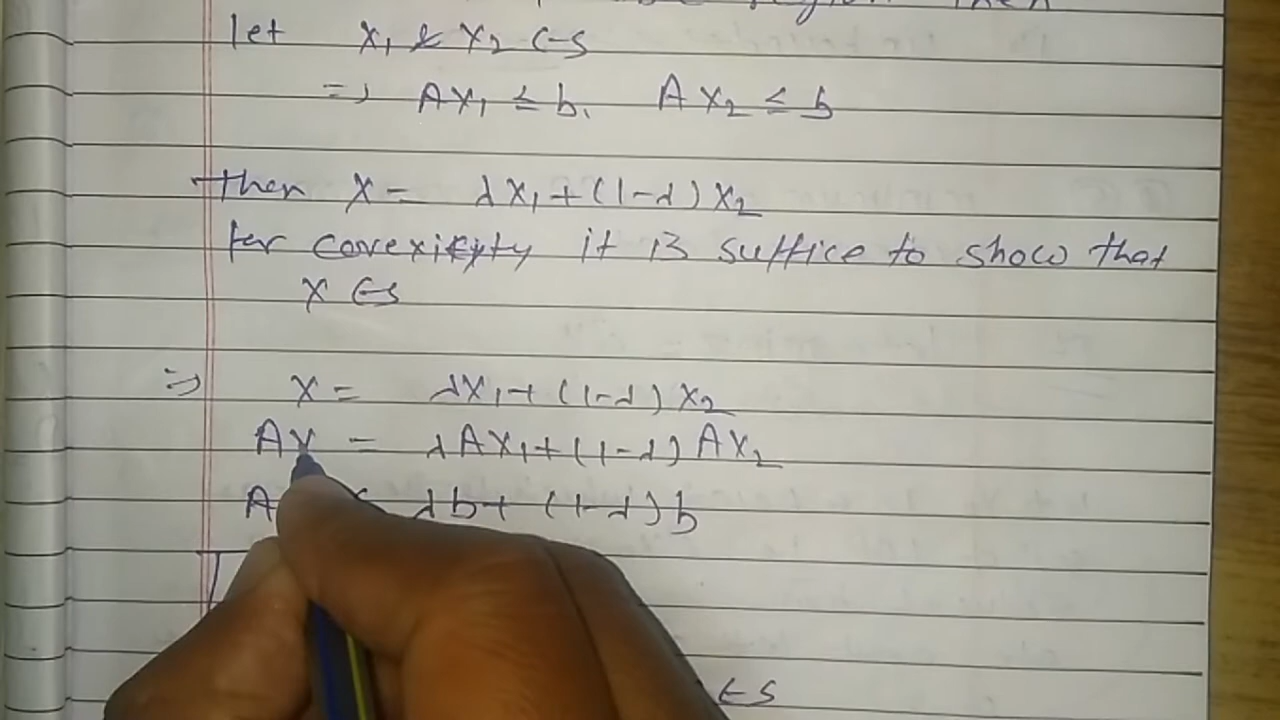 let x₁ & x₂ ∈ S
=> Ax₁ ≤ b, Ax₂ ≤ b
then x = λx₁ + (1-λ)x₂
for convexity it is suffice to show that
x ∈ S
=> x = λx₁ + (1-λ)x₂
Ax = λAx₁ + (1-λ)Ax₂
A ≤ λb + (1-λ)b
∈ S